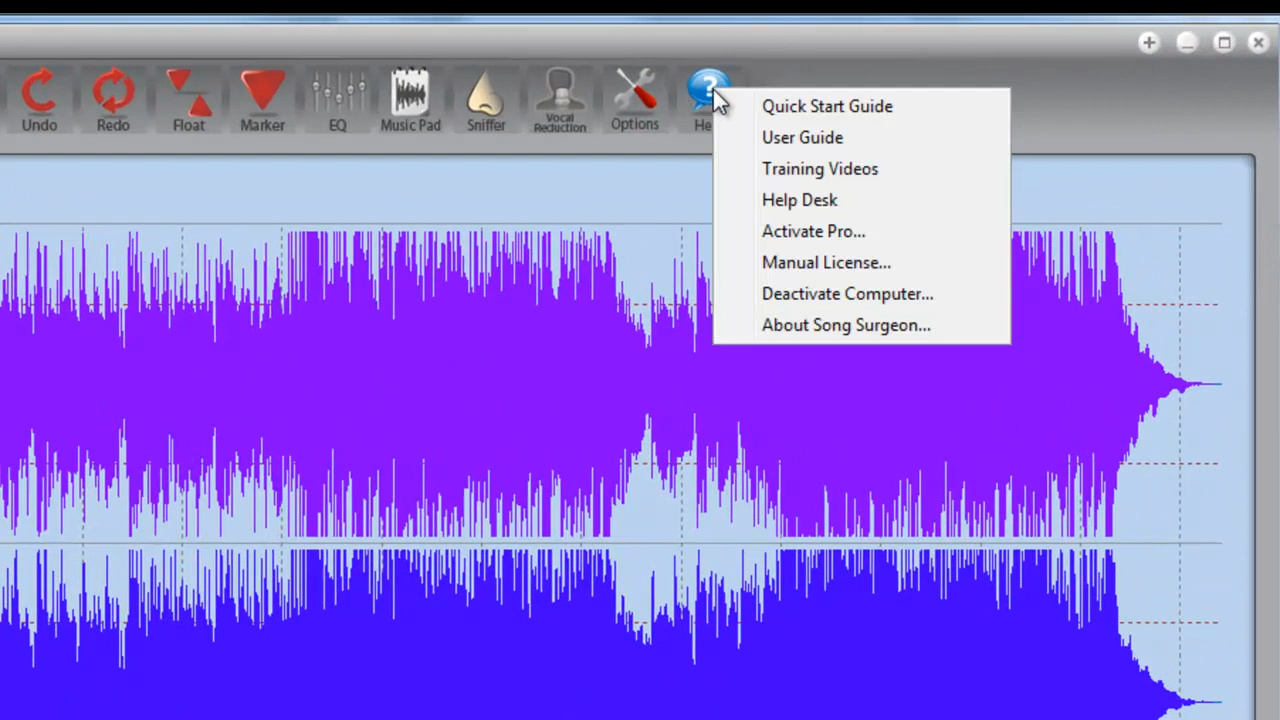 Undo
Redo
Float
Marker
EQ
Music Pad
Sniffer
Vocal
Reduction
Options
He
Quick Start Guide
User Guide
Training Videos
Help Desk
Activate Pro...
Manual License...
Deactivate Computer...
About Song Surgeon...